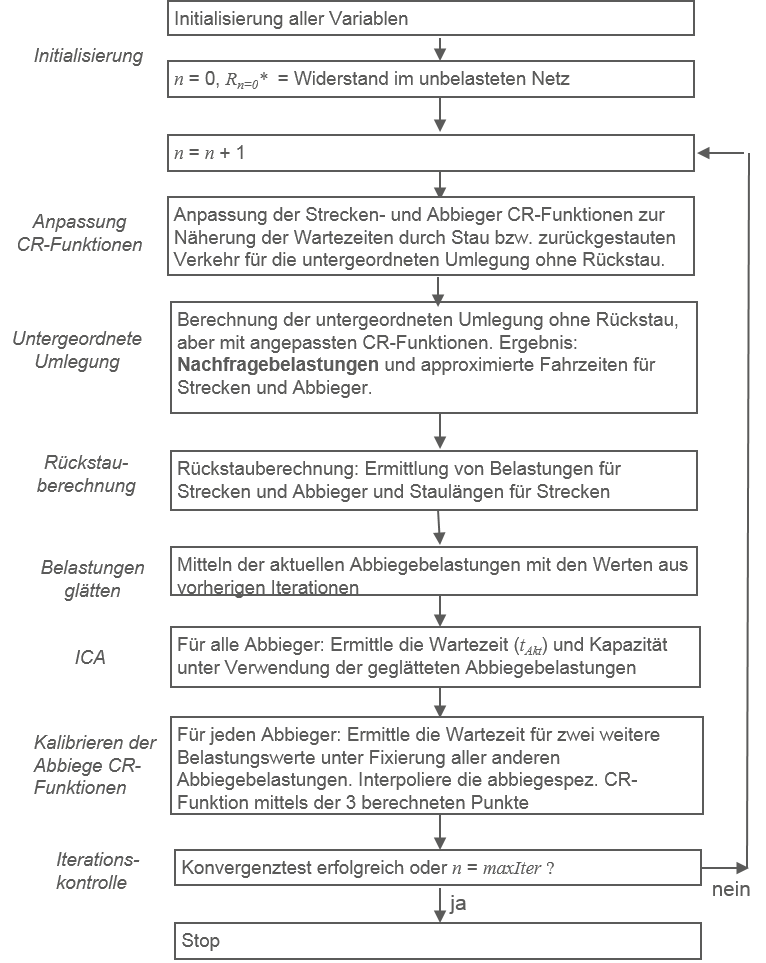 Initialisierung aller Variablen
Initialisierung
n = 0, Rn=0* = Widerstand im unbelasteten Netz
n = n + 1
Anpassung
CR-Funktionen
Anpassung der Strecken- und Abbieger CR-Funktionen zur
Näherung der Wartezeiten durch Stau bzw. zurückgestauten
Verkehr für die untergeordneten Umlegung ohne Rückstau.
Untergeordnete
Umlegung
Berechnung der untergeordneten Umlegung ohne Rückstau,
aber mit angepassten CR-Funktionen. Ergebnis:
Nachfragebelastungen und approximierte Fahrzeiten für
Strecken und Abbieger.
Rückstau-
berechnung
Rückstauberechnung: Ermittlung von Belastungen für
Strecken und Abbieger und Staulängen für Strecken
Belastungen
glätten
Mitteln der aktuellen Abbiegebelastungen mit den Werten aus
vorherigen Iterationen
ICA
Für alle Abbieger: Ermittle die Wartezeit (tAkt) und Kapazität
unter Verwendung der geglätteten Abbiegebelastungen
Kalibrieren der
Abbiege CR-
Funktionen
Für jeden Abbieger: Ermittle die Wartezeit für zwei weitere
Belastungswerte unter Fixierung aller anderen
Abbiegebelastungen. Interpoliere die abbiegespez. CR-
Funktion mittels der 3 berechneten Punkte
Iterations-
kontrolle
Konvergenztest erfolgreich oder n = maxIter ?
nein
ja
Stop